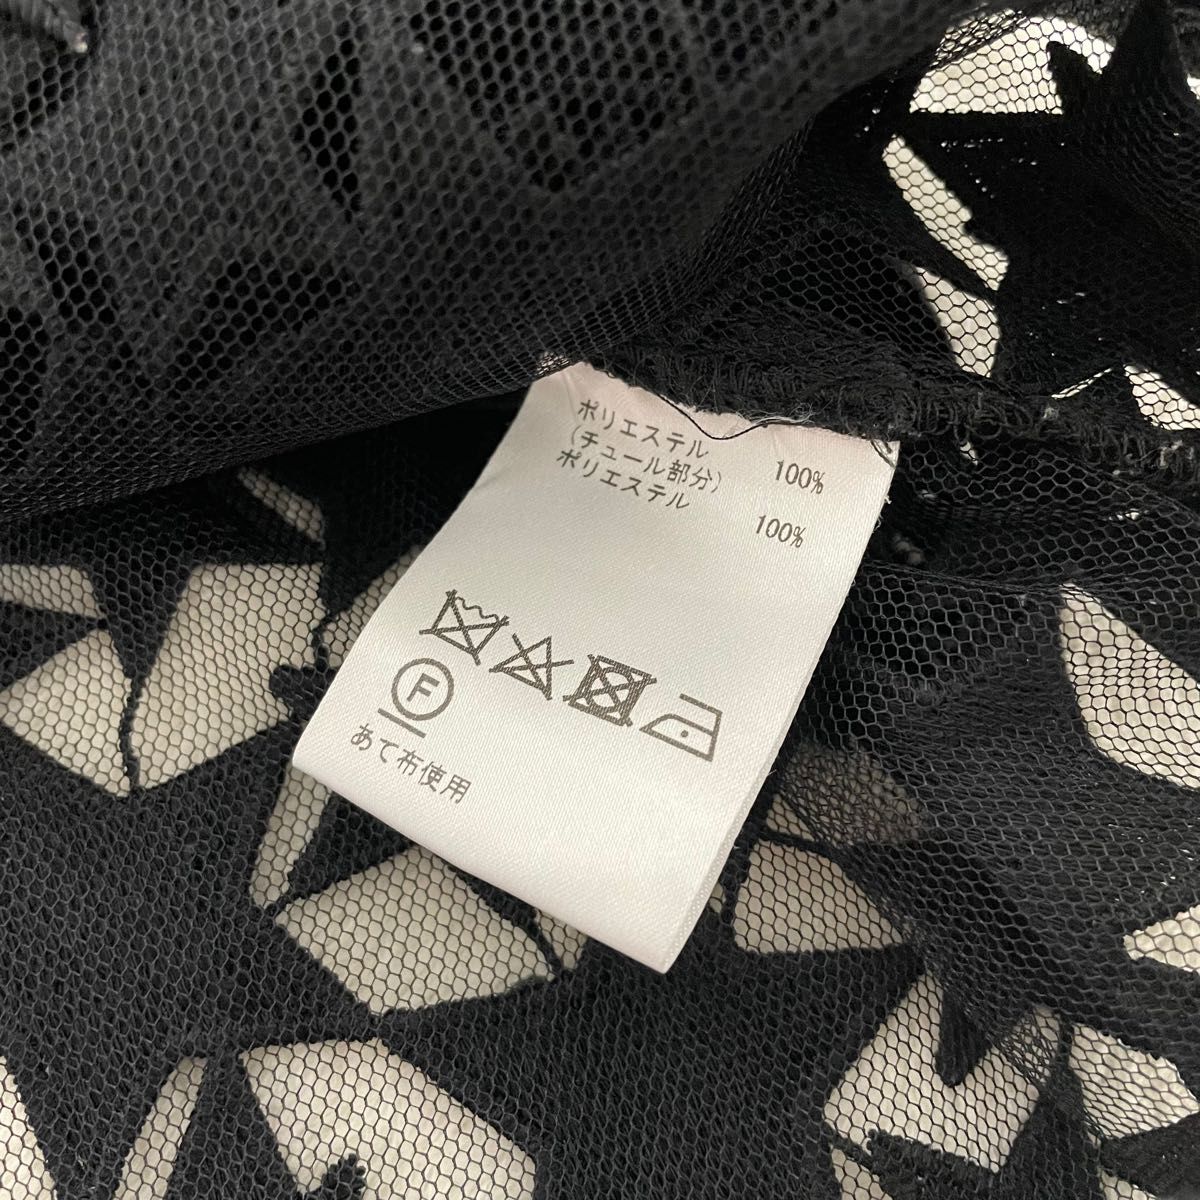 ポリエステル 100%
(チュール部分)
ポリエステル 100%
F
あて布使用